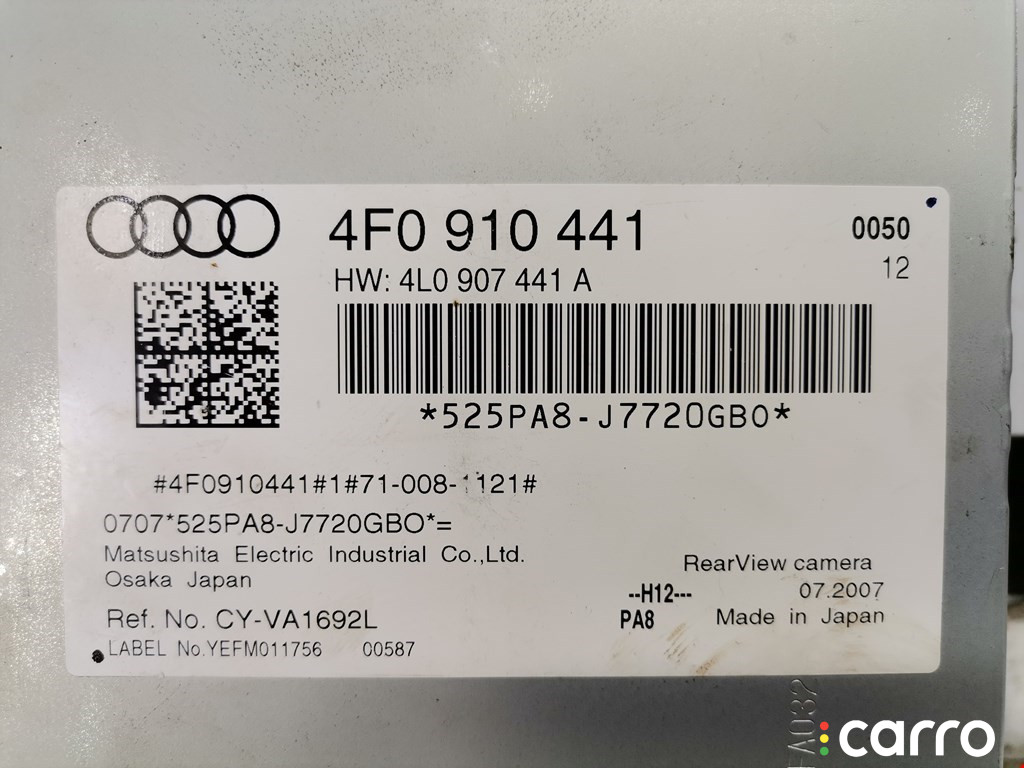 4F0 910 441
0050
HW: 4L0 907 441 A
12
*525PA8-J7720GBO*
#4F0910441#1#71-008-1121#
0707*525PA8-J7720GBO*=
Matsushita Electric Industrial Co.,Ltd.
Osaka Japan
RearView camera
--H12---
07.2007
Ref. No. CY-VA1692L
PA8
Made in Japan
LABEL No.YEFM011756 00587
carro